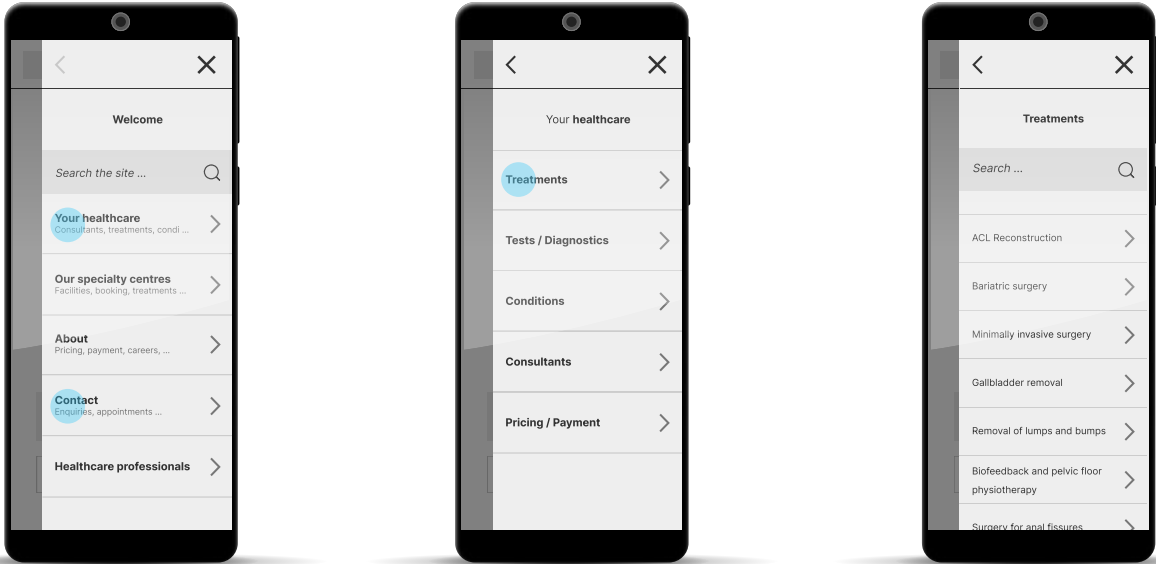 Welcome
Search the site ...
Your healthcare
Consultants, treatments, condi ...
Our specialty centres
Facilities, booking, treatments ...
About
Pricing, payment, careers, ...
Contact
Enquiries, appointments ...
Healthcare professionals
Your healthcare
Treatments
Tests / Diagnostics
Conditions
Consultants
Pricing / Payment
Treatments
Search ...
ACL Reconstruction
Bariatric surgery
Minimally invasive surgery
Gallbladder removal
Removal of lumps and bumps
Biofeedback and pelvic floor
physiotherapy
Surgery for anal fissures